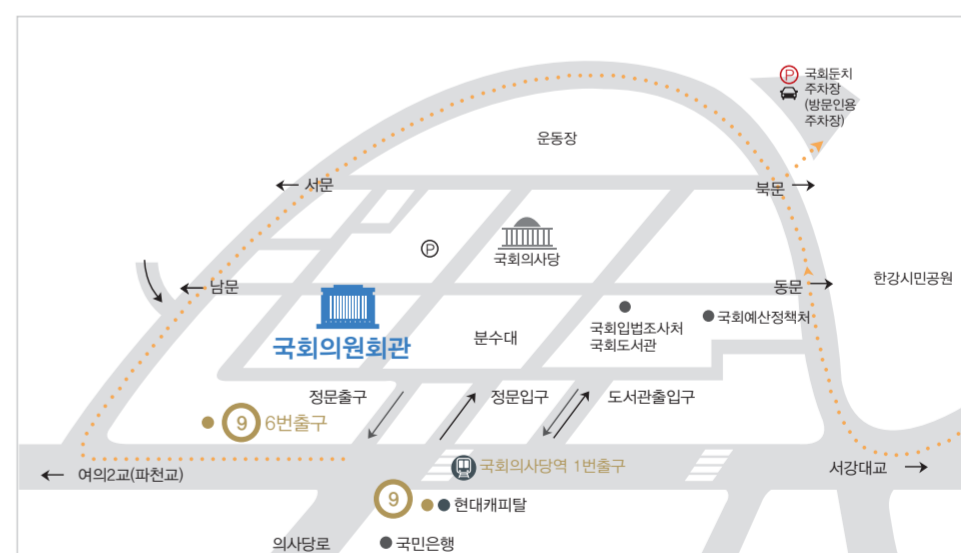 국회둔치
주차장
(방문인용
주차장)
P
운동장
서문
북문
P
국회의사당
한강시민공원
남문
동문
국회의원회관
분수대
국회입법조사처
국회도서관
국회예산정책처
정문출구
정문입구
도서관출입구
9 6번출구
여의2교(파천교)
국회의사당역 1번출구
서강대교
9
현대캐피탈
의사당로
국민은행